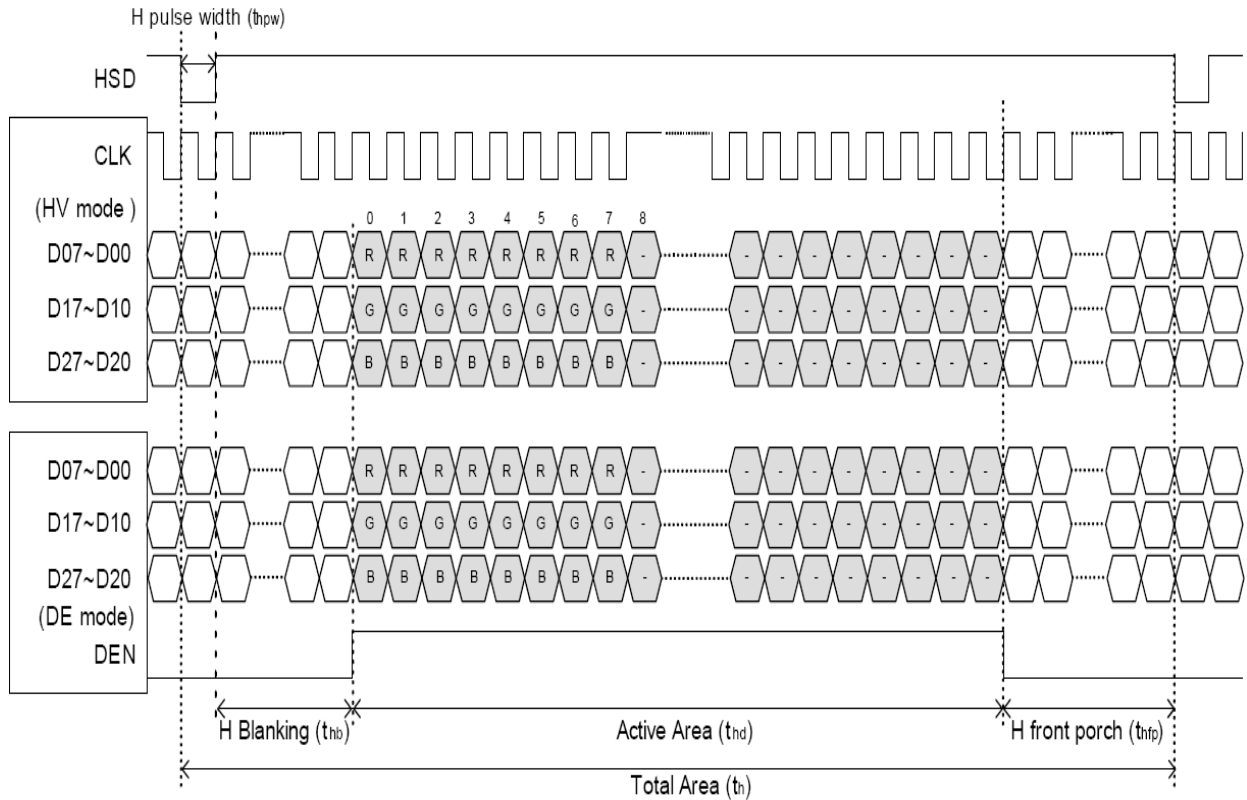 H pulse width (thpw)
HSD
CLK
(HV mode )
0 1 2 3 4 5 6 7 8
D07~D00 R R R R R R R R - - - - - - - - -
D17~D10 G G G G G G G G - - - - - - - - -
D27~D20 B B B B B B B B - - - - - - - - -
D07~D00 R R R R R R R R - - - - - - - - -
D17~D10 G G G G G G G G - - - - - - - - -
D27~D20 B B B B B B B B - - - - - - - - -
(DE mode)
DEN
H Blanking (thb) Active Area (thd) H front porch (thfp)
Total Area (th)